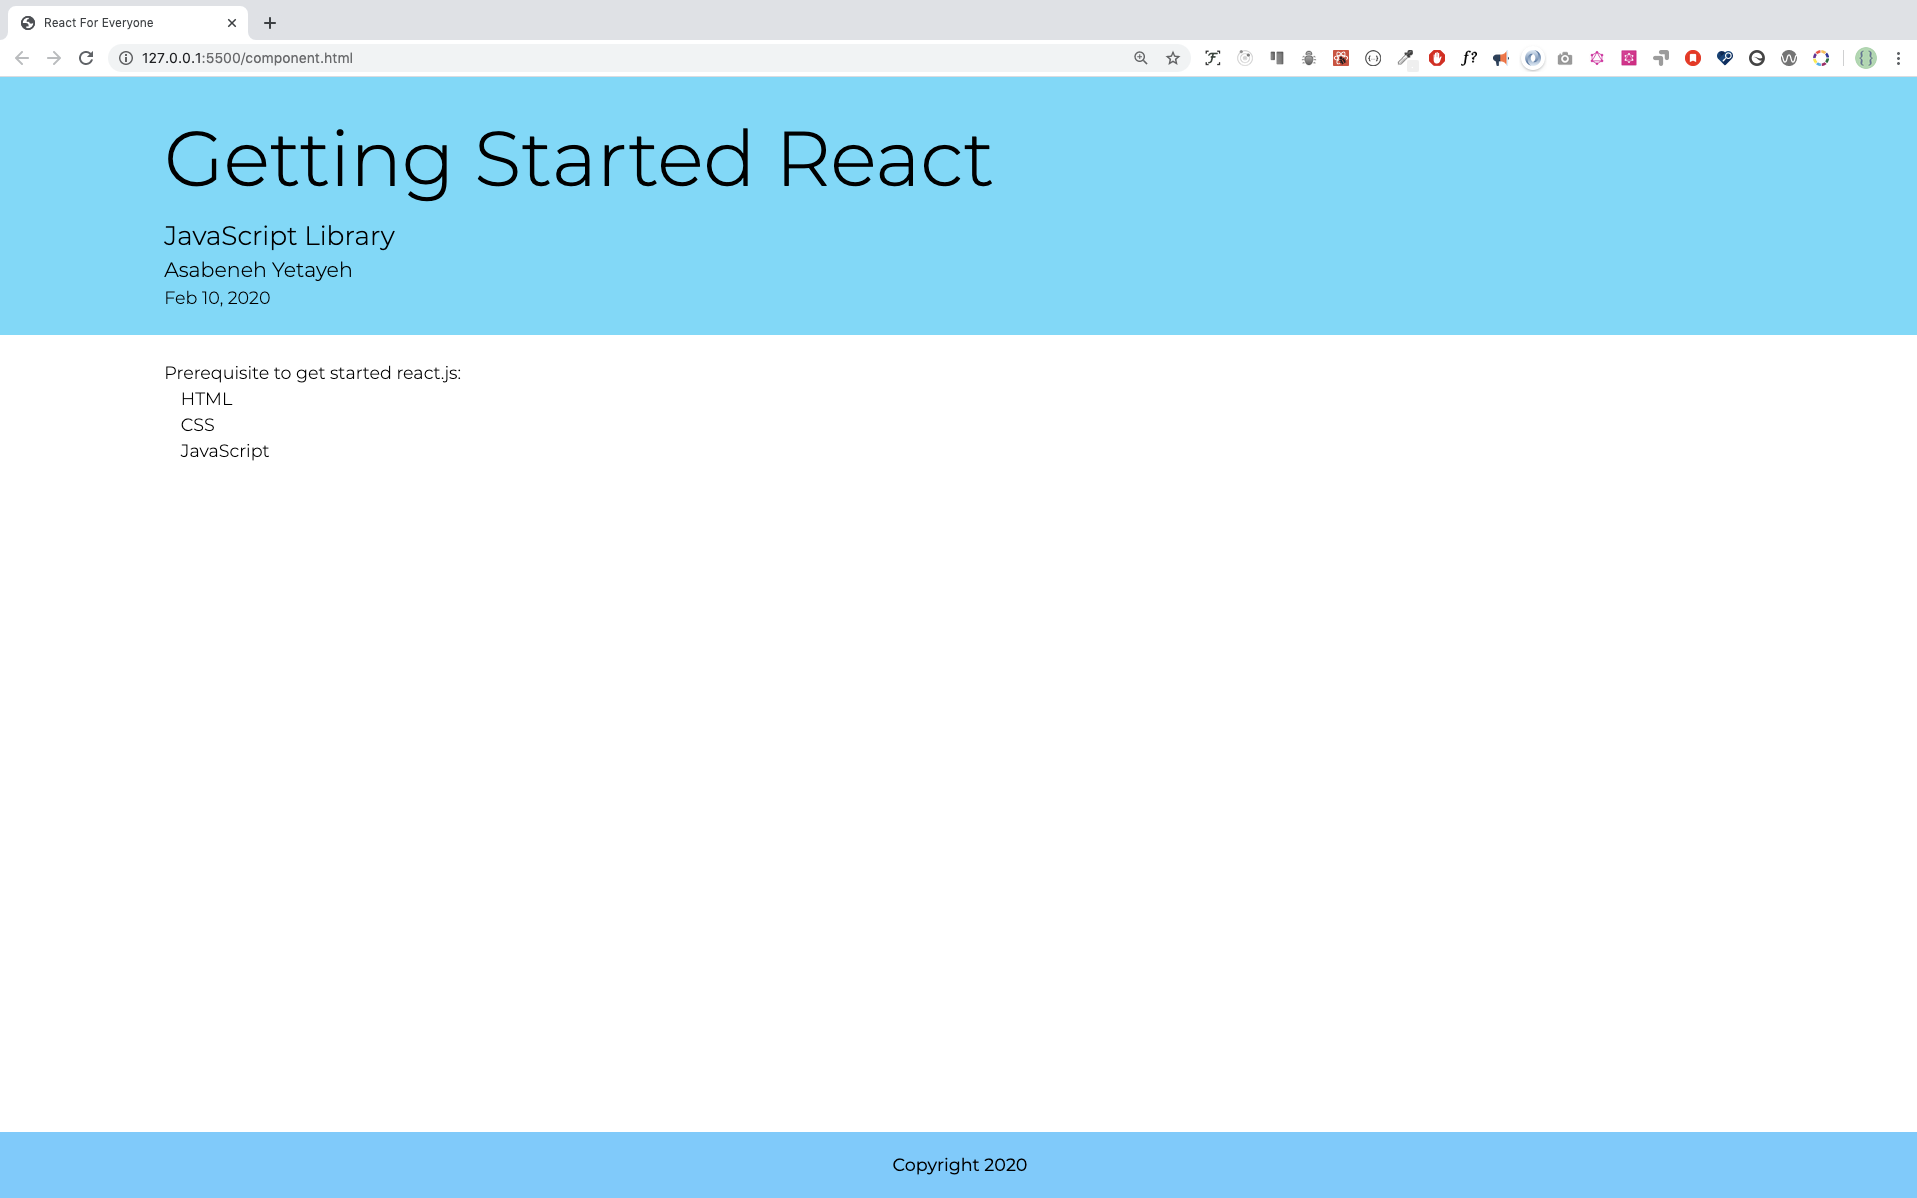 React For Everyone
127.0.0.1:5500/component.html
Getting Started React
JavaScript Library
Asabeneh Yetayeh
Feb 10, 2020
Prerequisite to get started react.js:
HTML
CSS
JavaScript
Copyright 2020